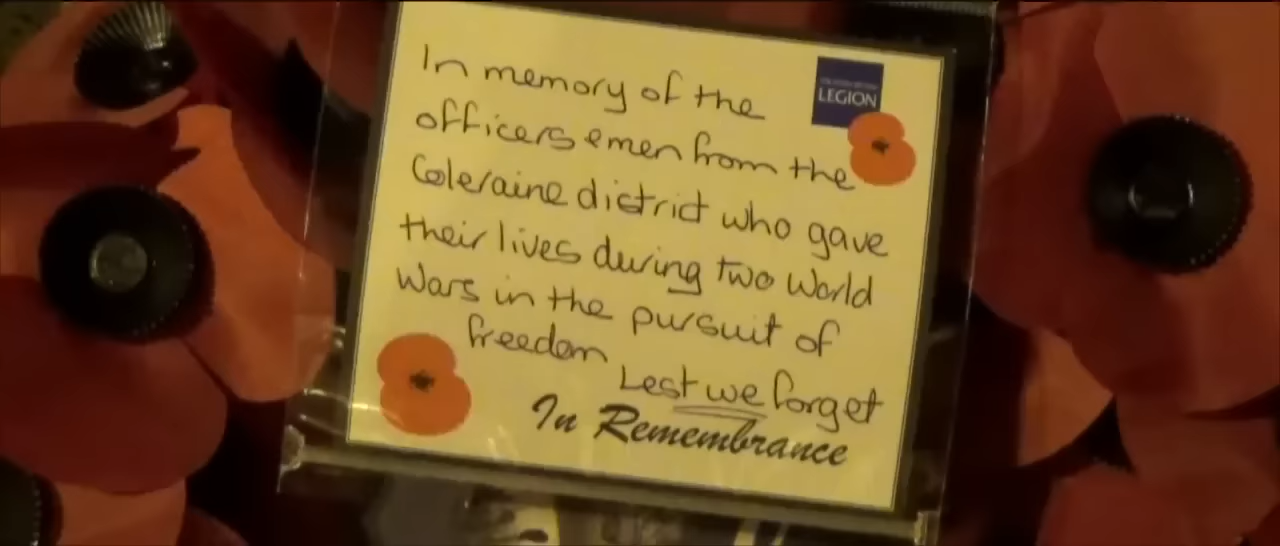 In memory of the
LEGION
officers &men from the
Coleraine district who gave
their lives during two World
Wars in the pursuit of
freedom
Lest we forget
In Remembrance